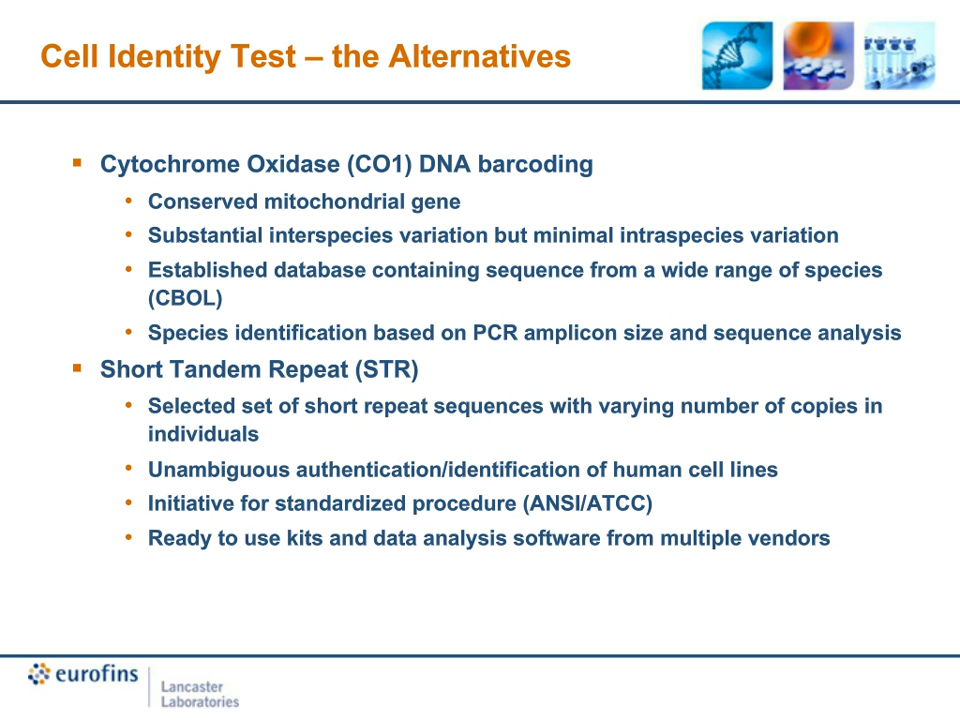 Cell Identity Test – the Alternatives
▪ Cytochrome Oxidase (CO1) DNA barcoding
• Conserved mitochondrial gene
• Substantial interspecies variation but minimal intraspecies variation
• Established database containing sequence from a wide range of species
(CBOL)
• Species identification based on PCR amplicon size and sequence analysis
▪ Short Tandem Repeat (STR)
• Selected set of short repeat sequences with varying number of copies in
individuals
• Unambiguous authentication/identification of human cell lines
• Initiative for standardized procedure (ANSI/ATCC)
• Ready to use kits and data analysis software from multiple vendors
eurofins
Lancaster
Laboratories